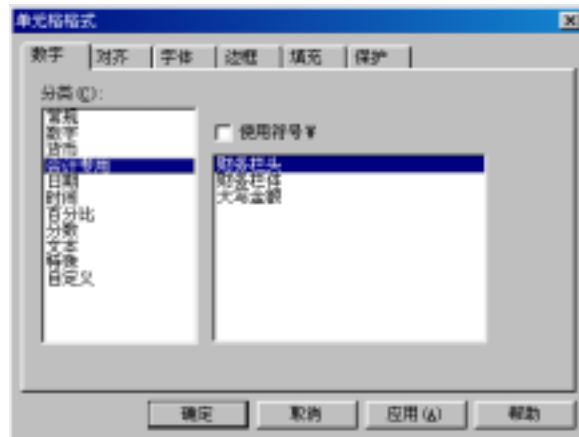 单元格格式
数字 对齐 字体 边框 填充 保护
分类(C):
常规
数字
货币
会计专用
日期
时间
百分比
分数
文本
特殊
自定义
使用符号￥
财务栏头
财务栏体
大写金额
确定 取消 应用(A) 帮助